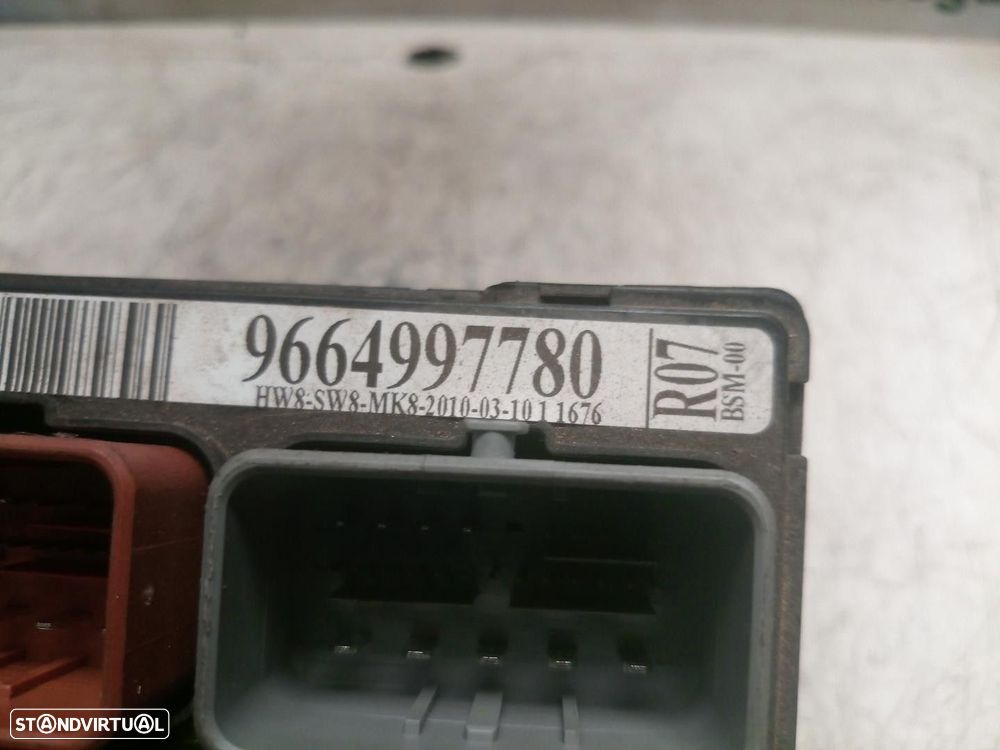 9664997780
HW8-SW8-MK8-2010-03-10 1 1676
R07
BSM-00
STANDVIRTUAL